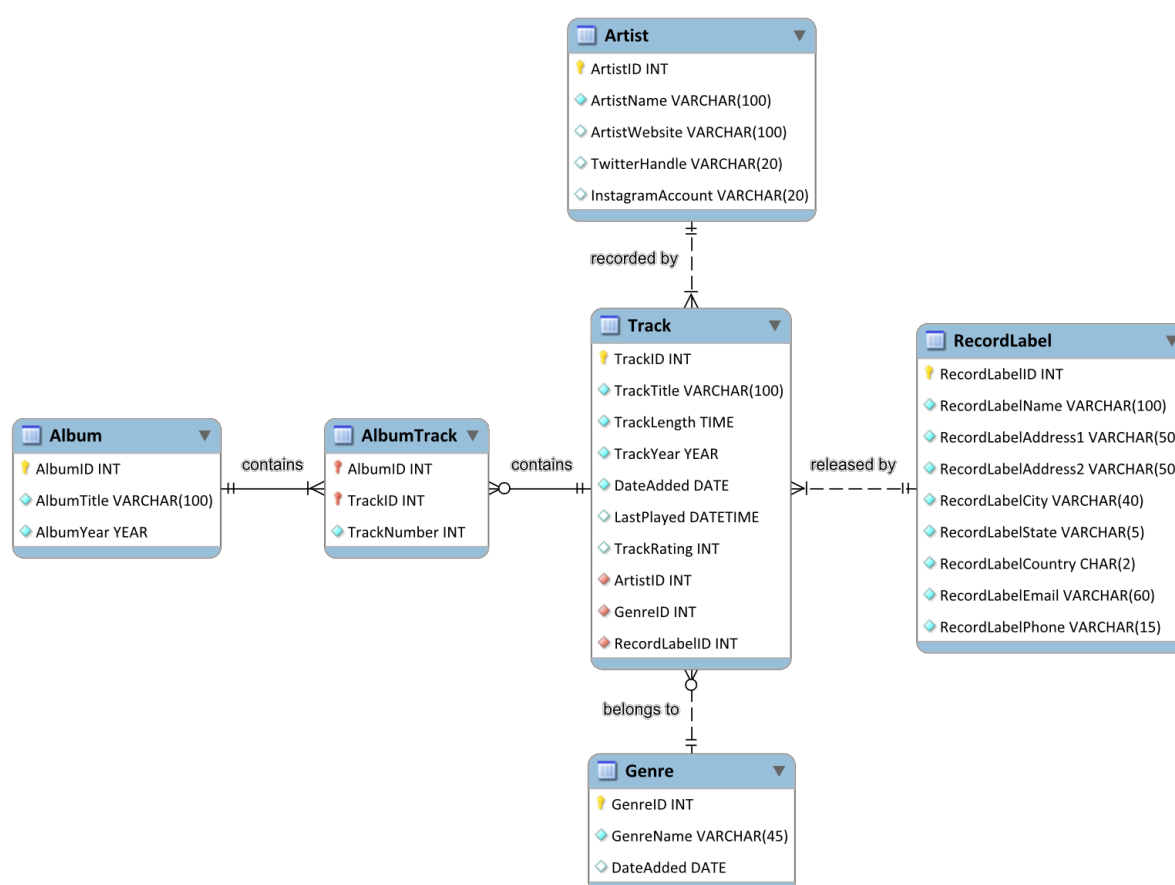 Artist
ArtistID INT
ArtistName VARCHAR(100)
ArtistWebsite VARCHAR(100)
TwitterHandle VARCHAR(20)
InstagramAccount VARCHAR(20)
recorded by
Track
TrackID INT
TrackTitle VARCHAR(100)
TrackLength TIME
TrackYear YEAR
DateAdded DATE
LastPlayed DATETIME
TrackRating INT
ArtistID INT
GenreID INT
RecordLabelID INT
RecordLabel
RecordLabelID INT
RecordLabelName VARCHAR(100)
RecordLabelAddress1 VARCHAR(50
RecordLabelAddress2 VARCHAR(50
RecordLabelCity VARCHAR(40)
RecordLabelState VARCHAR(5)
RecordLabelCountry CHAR(2)
RecordLabelEmail VARCHAR(60)
RecordLabelPhone VARCHAR(15)
released by
Album
AlbumID INT
AlbumTitle VARCHAR(100)
AlbumYear YEAR
contains
AlbumTrack
AlbumID INT
TrackID INT
TrackNumber INT
contains
belongs to
Genre
GenreID INT
GenreName VARCHAR(45)
DateAdded DATE